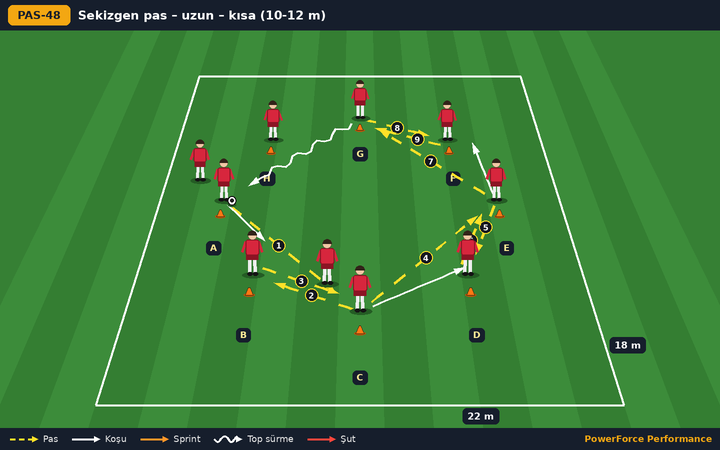 PAS-48 Sekizgen pas – uzun – kısa (10-12 m)
8
9
G
7
H
F
5
A
1
E
4
3
2
18 m
B
D
C
22 m
Pas Koşu Sprint Top sürme Şut PowerForce Performance